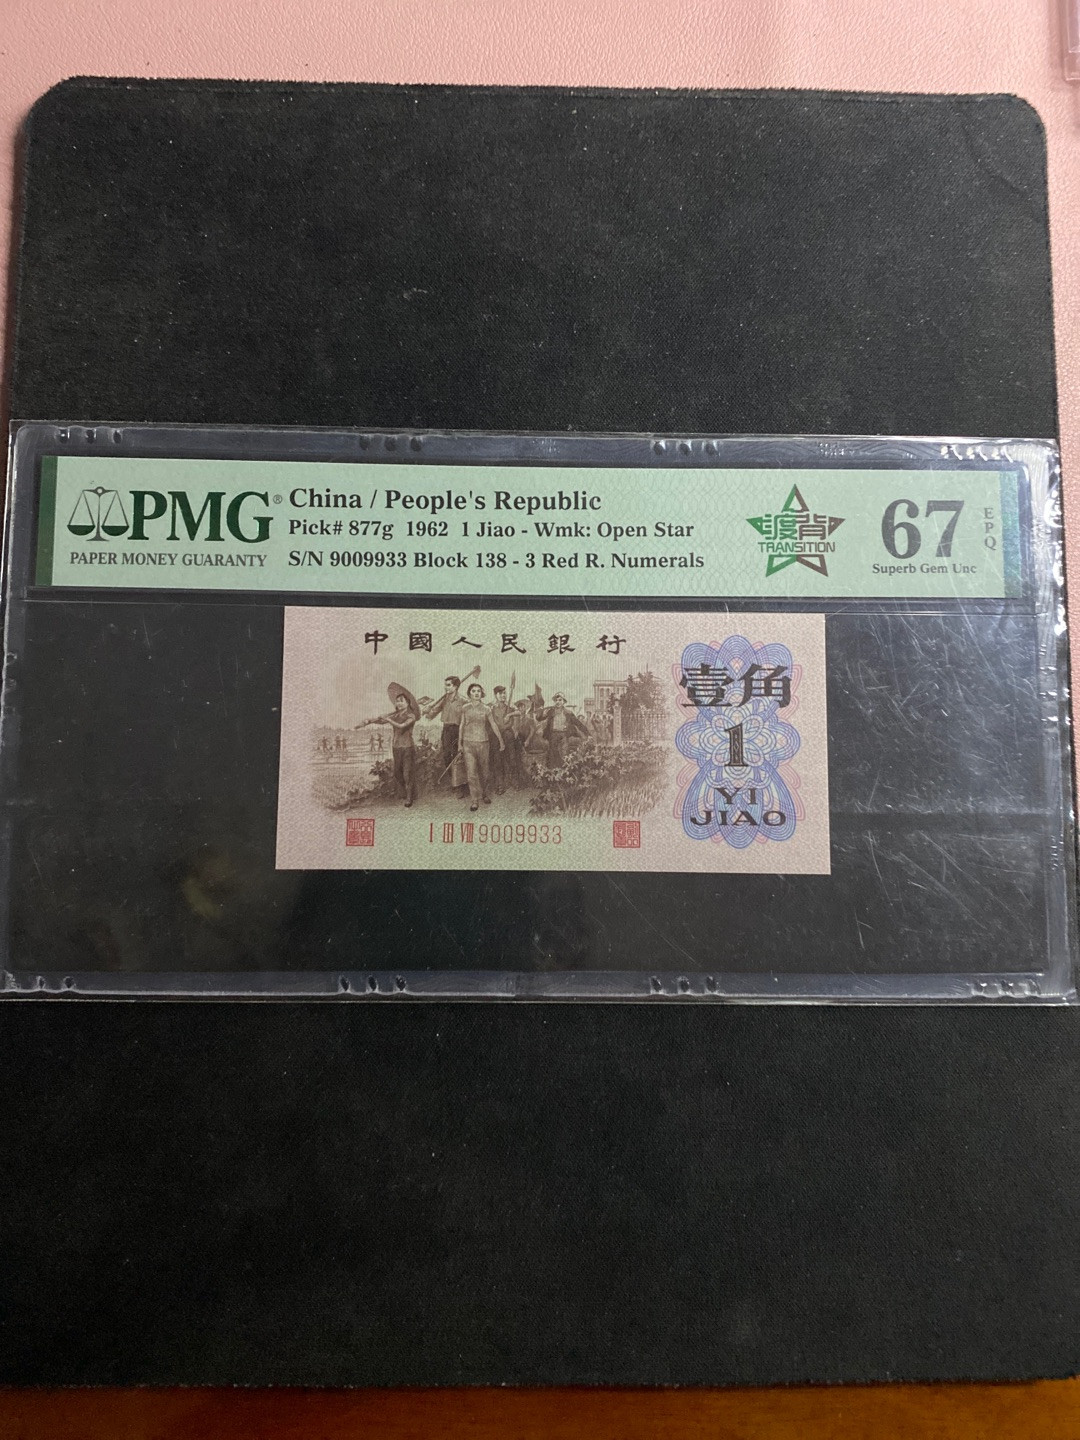 PMG®
PAPER MONEY GUARANTY
China / People's Republic
Pick# 877g 1962 1 Jiao - Wmk: Open Star
S/N 9009933 Block 138 - 3 Red R. Numerals
渡背
TRANSITION
67
EPQ
Superb Gem Unc
中國人民銀行
壹角
1
YI
JIAO
I III VIII 9009933